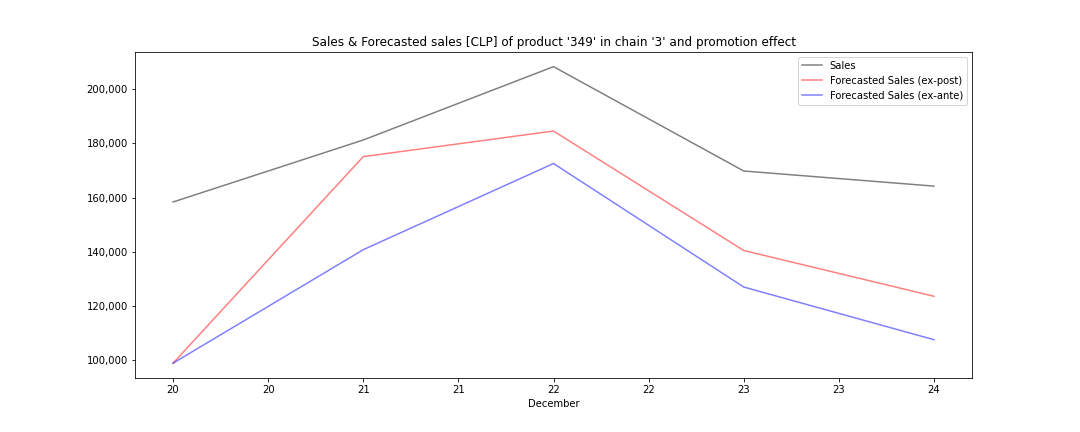 Sales & Forecasted sales [CLP] of product '349' in chain '3' and promotion effect
Sales
Forecasted Sales (ex-post)
Forecasted Sales (ex-ante)
200,000
180,000
160,000
140,000
120,000
100,000
20 20 21 21 22 22 23 23 24
December